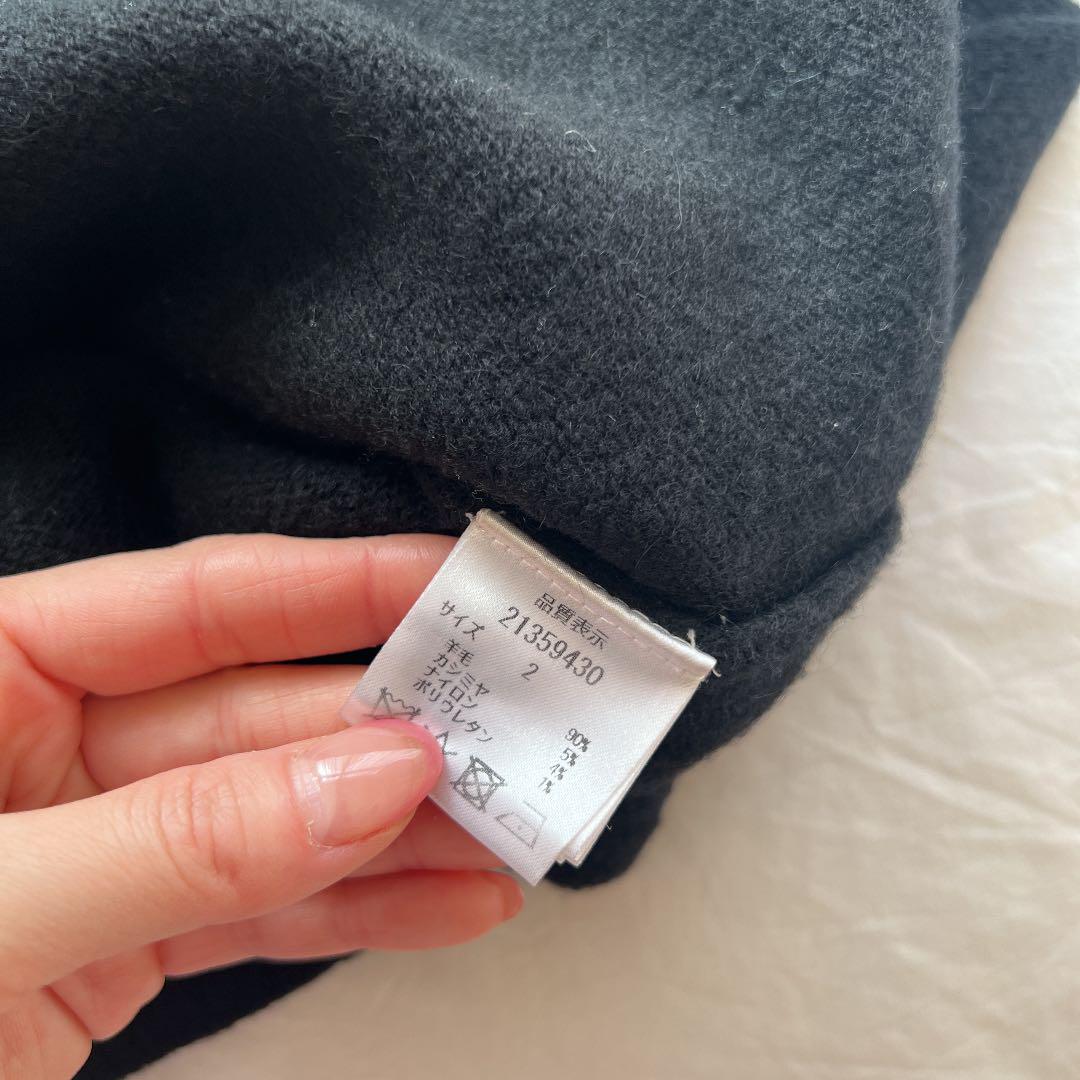 品質表示
21359430
サイズ 2
羊毛 90%
カシミヤ 5%
ナイロン 4%
ポリウレタン 1%